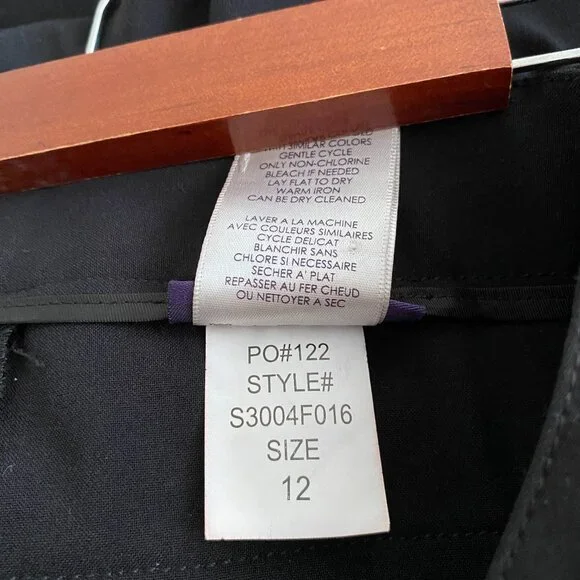 WITH SIMILAR COLORS
GENTLE CYCLE
ONLY NON-CHLORINE
BLEACH IF NEEDED
LAY FLAT TO DRY
WARM IRON
CAN BE DRY CLEANED
LAVER A LA MACHINE
AVEC COULEURS SIMILAIRES
CYCLE DELICAT
BLANCHIR SANS
CHLORE SI NECESSAIRE
SECHER A' PLAT
REPASSER AU FER CHEUD
OU NETTOYER A SEC
PO#122
STYLE#
S3004F016
SIZE
12